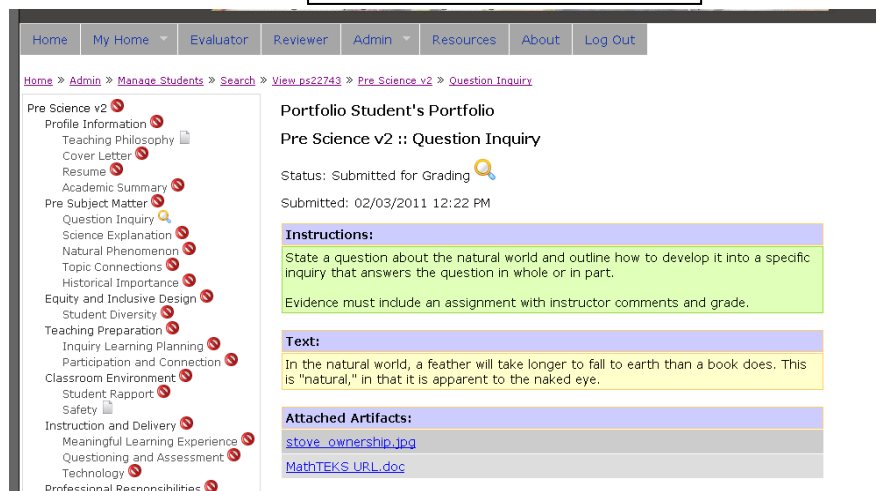 Home My Home Evaluator Reviewer Admin Resources About Log Out
Home » Admin » Manage Students » Search » View ps22743 » Pre Science v2 » Question Inquiry
Pre Science v2
Profile Information
Teaching Philosophy
Cover Letter
Resume
Academic Summary
Pre Subject Matter
Question Inquiry
Science Explanation
Natural Phenomenon
Topic Connections
Historical Importance
Equity and Inclusive Design
Student Diversity
Teaching Preparation
Inquiry Learning Planning
Participation and Connection
Classroom Environment
Student Rapport
Safety
Instruction and Delivery
Meaningful Learning Experience
Questioning and Assessment
Technology
Professional Responsibilities
Portfolio Student's Portfolio
Pre Science v2 :: Question Inquiry
Status: Submitted for Grading
Submitted: 02/03/2011 12:22 PM
Instructions:
State a question about the natural world and outline how to develop it into a specific
inquiry that answers the question in whole or in part.
Evidence must include an assignment with instructor comments and grade.
Text:
In the natural world, a feather will take longer to fall to earth than a book does. This
is "natural," in that it is apparent to the naked eye.
Attached Artifacts:
stove_ownership.jpg
MathTEKS URL.doc